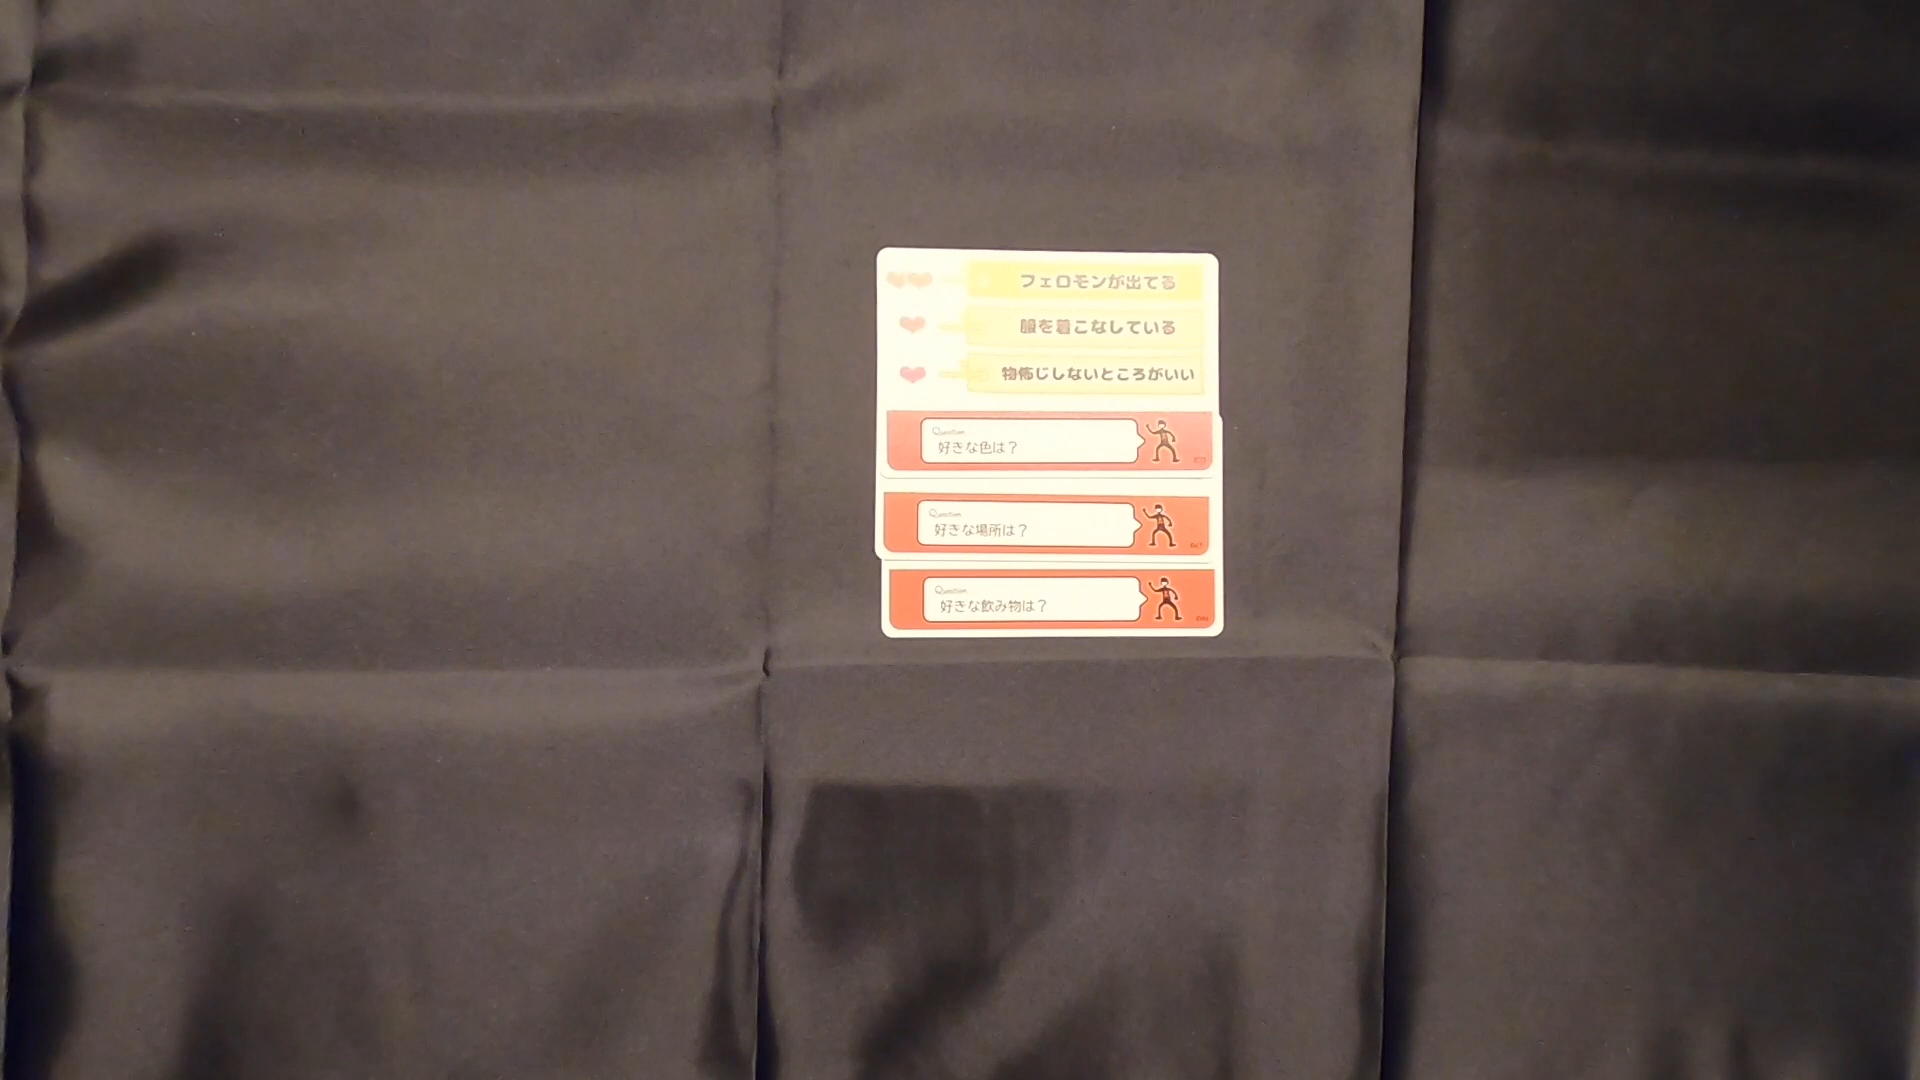 フェロモンが出てる
服を着こなしている
物怖じしないところがいい
Question
好きな色は？
Question
好きな場所は？
Question
好きな飲み物は？